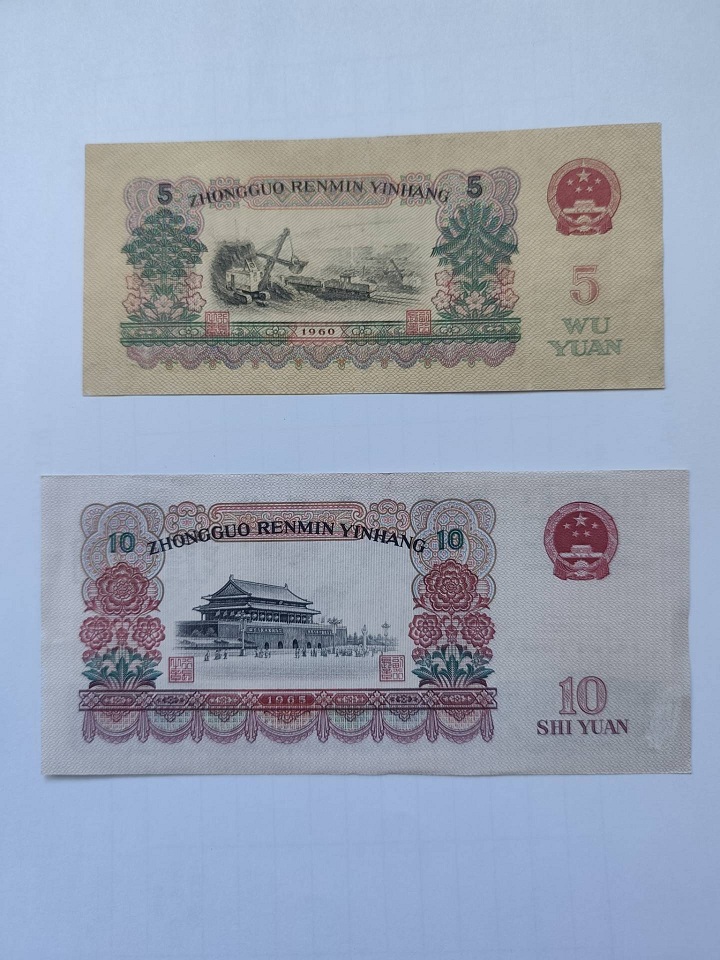 5 ZHONGGUO RENMIN YINHANG 5
1960
5
WU
YUAN
10 ZHONGGUO RENMIN YINHANG 10
1965
10
SHI YUAN